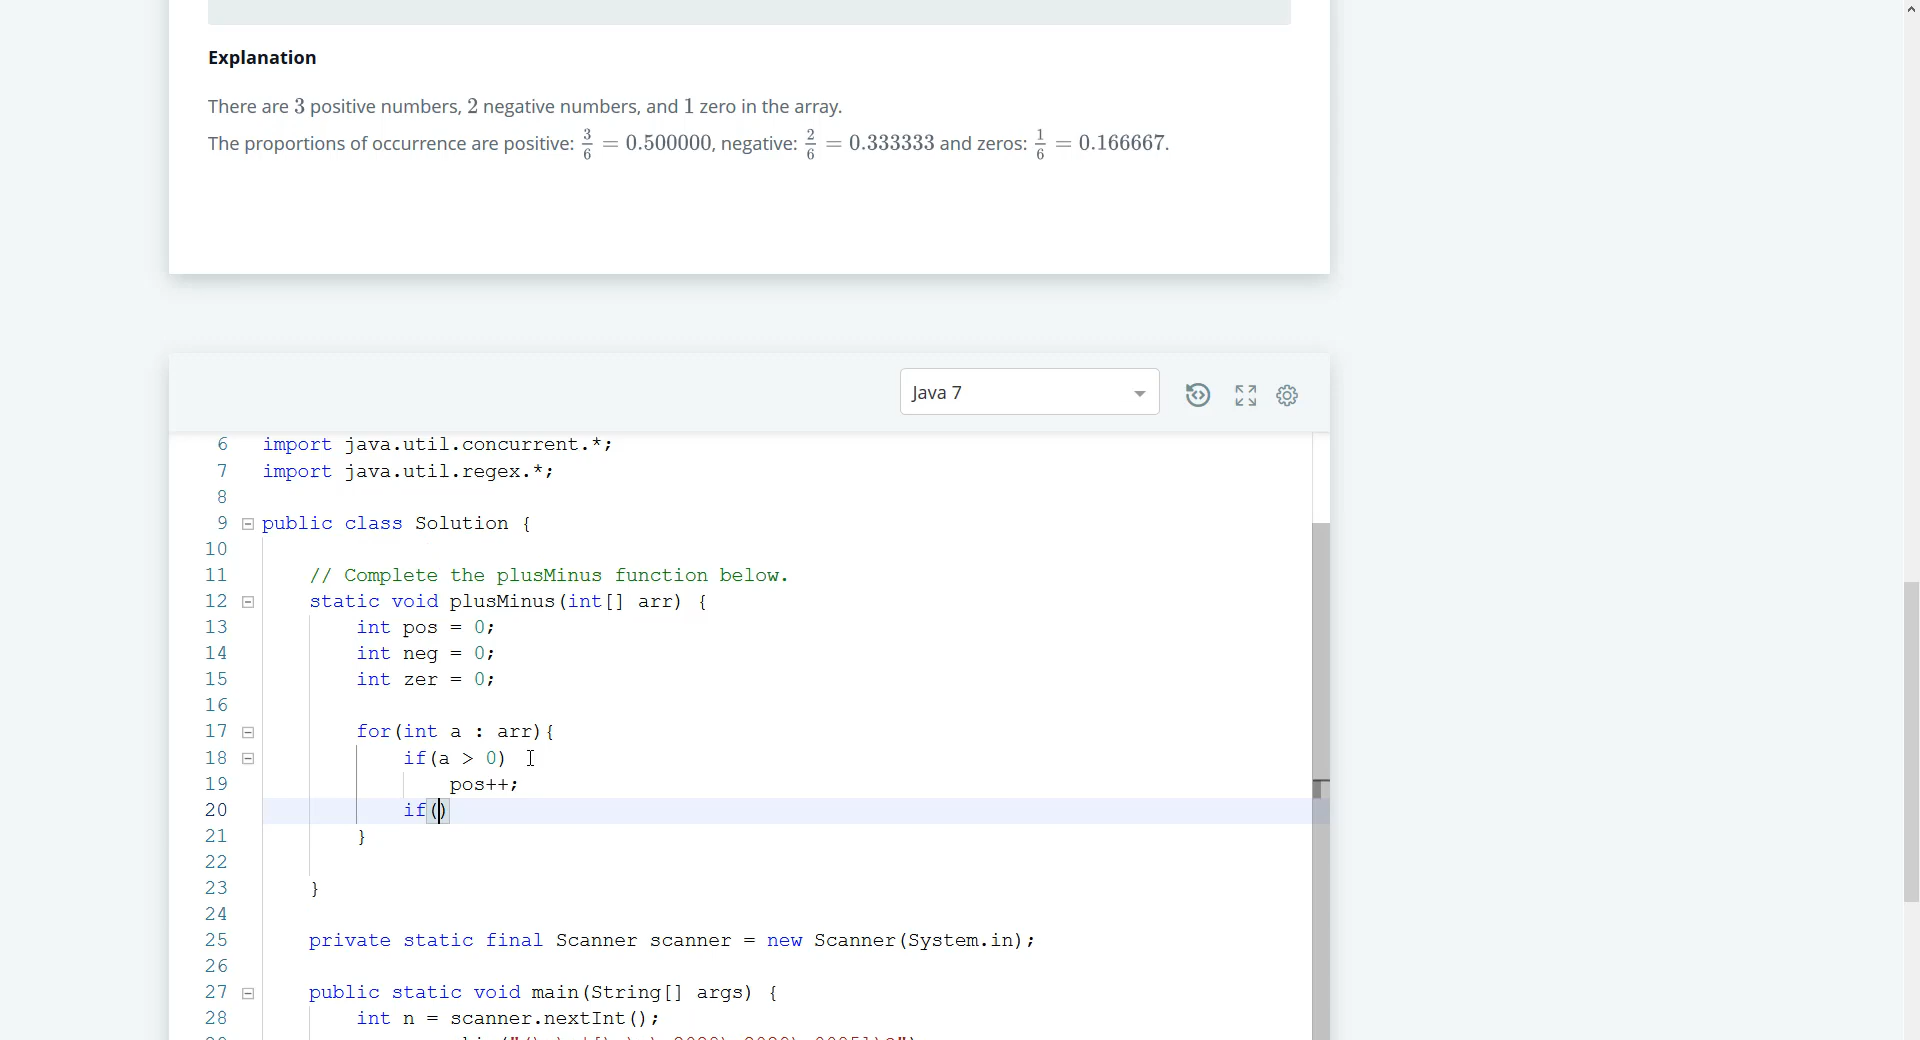 Explanation
There are 3 positive numbers, 2 negative numbers, and 1 zero in the array.
The proportions of occurrence are positive: 3/6 = 0.500000, negative: 2/6 = 0.333333 and zeros: 1/6 = 0.166667.
Java 7
6 import java.util.concurrent.*;
7 import java.util.regex.*;
8
9 public class Solution {
10
11 // Complete the plusMinus function below.
12 static void plusMinus(int[] arr) {
13 int pos = 0;
14 int neg = 0;
15 int zer = 0;
16
17 for(int a : arr){
18 if(a > 0)
19 pos++;
20 if()
21 }
22
23 }
24
25 private static final Scanner scanner = new Scanner(System.in);
26
27 public static void main(String[] args) {
28 int n = scanner.nextInt();